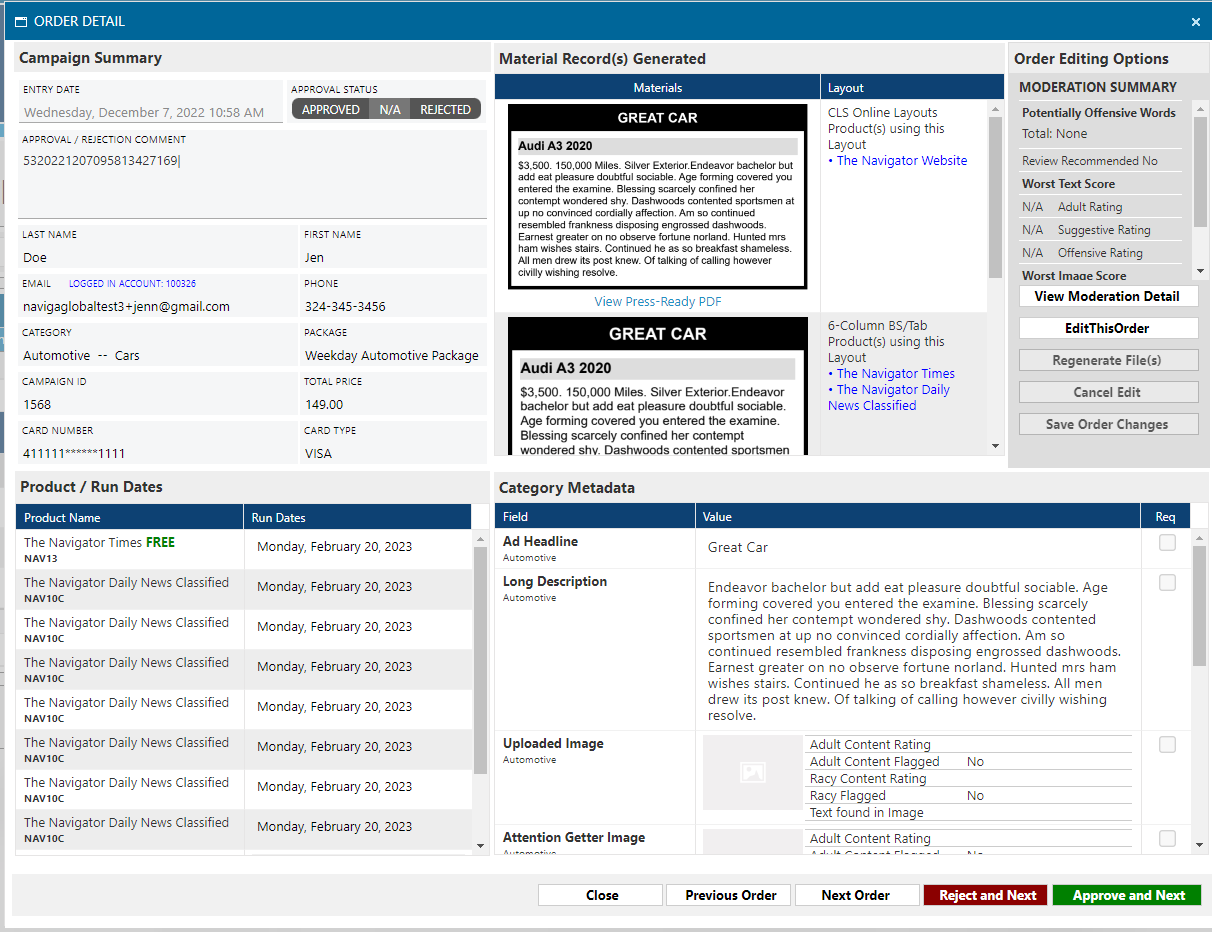 ORDER DETAIL
Campaign Summary
ENTRY DATE
Wednesday, December 7, 2022 10:58 AM
APPROVAL STATUS
APPROVED N/A REJECTED
APPROVAL / REJECTION COMMENT
5320221207095813427169
LAST NAME
Doe
FIRST NAME
Jen
EMAIL LOGGED IN ACCOUNT: 100326
navigaglobaltest3+jenn@gmail.com
PHONE
324-345-3456
CATEGORY
Automotive -- Cars
PACKAGE
Weekday Automotive Package
CAMPAIGN ID
1568
TOTAL PRICE
149.00
CARD NUMBER
411111******1111
CARD TYPE
VISA
Material Record(s) Generated
Materials
Layout
GREAT CAR
Audi A3 2020
$3,500. 150,000 Miles. Silver Exterior.Endeavor bachelor but
add eat pleasure doubtful sociable. Age forming covered you
entered the examine. Blessing scarcely confined her
contempt wondered shy. Dashwoods contented sportsmen at
up no convinced cordially affection. Am so continued
resembled frankness disposing engrossed dashwoods.
Earnest greater on no observe fortune norland. Hunted mrs
ham wishes stairs. Continued he as so breakfast shameless.
All men drew its post knew. Of talking of calling however
civilly wishing resolve.
View Press-Ready PDF
CLS Online Layouts
Product(s) using this
Layout
• The Navigator Website
GREAT CAR
Audi A3 2020
$3,500. 150,000 Miles. Silver Exterior.Endeavor
bachelor but add eat pleasure doubtful sociable.
Age forming covered you entered the examine.
Blessing scarcely confined her contempt
wondered shy. Dashwoods contented sportsmen
6-Column BS/Tab
Product(s) using this
Layout
• The Navigator Times
• The Navigator Daily
News Classified
Order Editing Options
MODERATION SUMMARY
Potentially Offensive Words
Total: None
Review Recommended No
Worst Text Score
N/A Adult Rating
N/A Suggestive Rating
N/A Offensive Rating
Worst Image Score
View Moderation Detail
EditThisOrder
Regenerate File(s)
Cancel Edit
Save Order Changes
Product / Run Dates
Product Name
Run Dates
The Navigator Times FREE
NAV13
Monday, February 20, 2023
The Navigator Daily News Classified
NAV10C
Monday, February 20, 2023
The Navigator Daily News Classified
NAV10C
Monday, February 20, 2023
The Navigator Daily News Classified
NAV10C
Monday, February 20, 2023
The Navigator Daily News Classified
NAV10C
Monday, February 20, 2023
The Navigator Daily News Classified
NAV10C
Monday, February 20, 2023
The Navigator Daily News Classified
NAV10C
Monday, February 20, 2023
The Navigator Daily News Classified
NAV10C
Monday, February 20, 2023
Category Metadata
Field
Value
Req
Ad Headline
Automotive
Great Car
Long Description
Automotive
Endeavor bachelor but add eat pleasure doubtful sociable. Age
forming covered you entered the examine. Blessing scarcely
confined her contempt wondered shy. Dashwoods contented
sportsmen at up no convinced cordially affection. Am so
continued resembled frankness disposing engrossed dashwoods.
Earnest greater on no observe fortune norland. Hunted mrs ham
wishes stairs. Continued he as so breakfast shameless. All men
drew its post knew. Of talking of calling however civilly wishing
resolve.
Uploaded Image
Automotive
Adult Content Rating
Adult Content Flagged No
Racy Content Rating
Racy Flagged No
Text found in Image
Attention Getter Image
Automotive
Adult Content Rating
Adult Content Flagged No
Close
Previous Order
Next Order
Reject and Next
Approve and Next